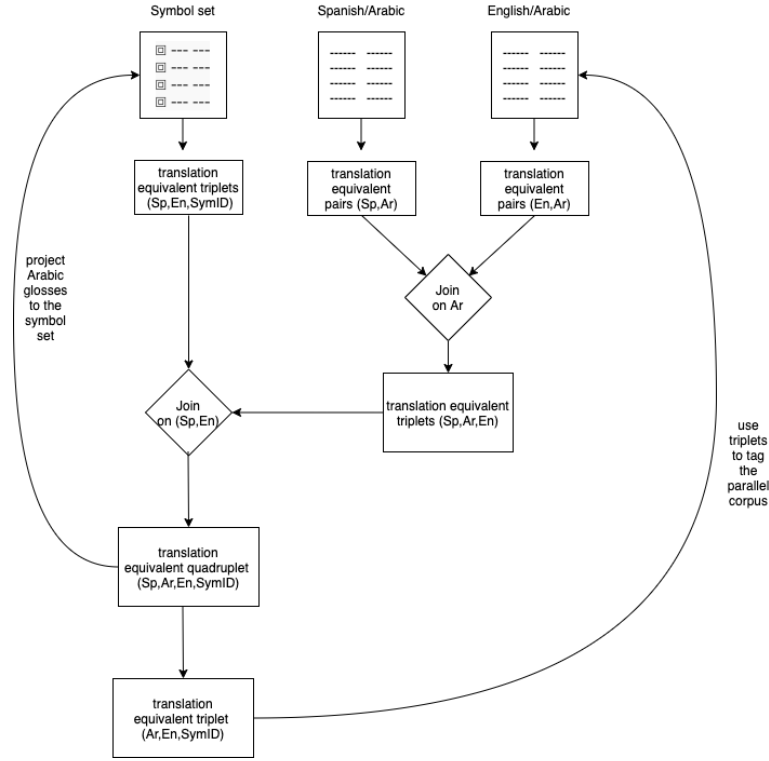 Symbol set
Spanish/Arabic
English/Arabic
translation
equivalent triplets
(Sp,En,SymID)
translation
equivalent
pairs (Sp,Ar)
translation
equivalent
pairs (En,Ar)
project
Arabic
glosses
to the
symbol
set
Join
on Ar
Join
on (Sp,En)
translation equivalent
triplets (Sp,Ar,En)
use
triplets
to tag
the
parallel
corpus
translation
equivalent quadruplet
(Sp,Ar,En,SymID)
translation
equivalent triplet
(Ar,En,SymID)